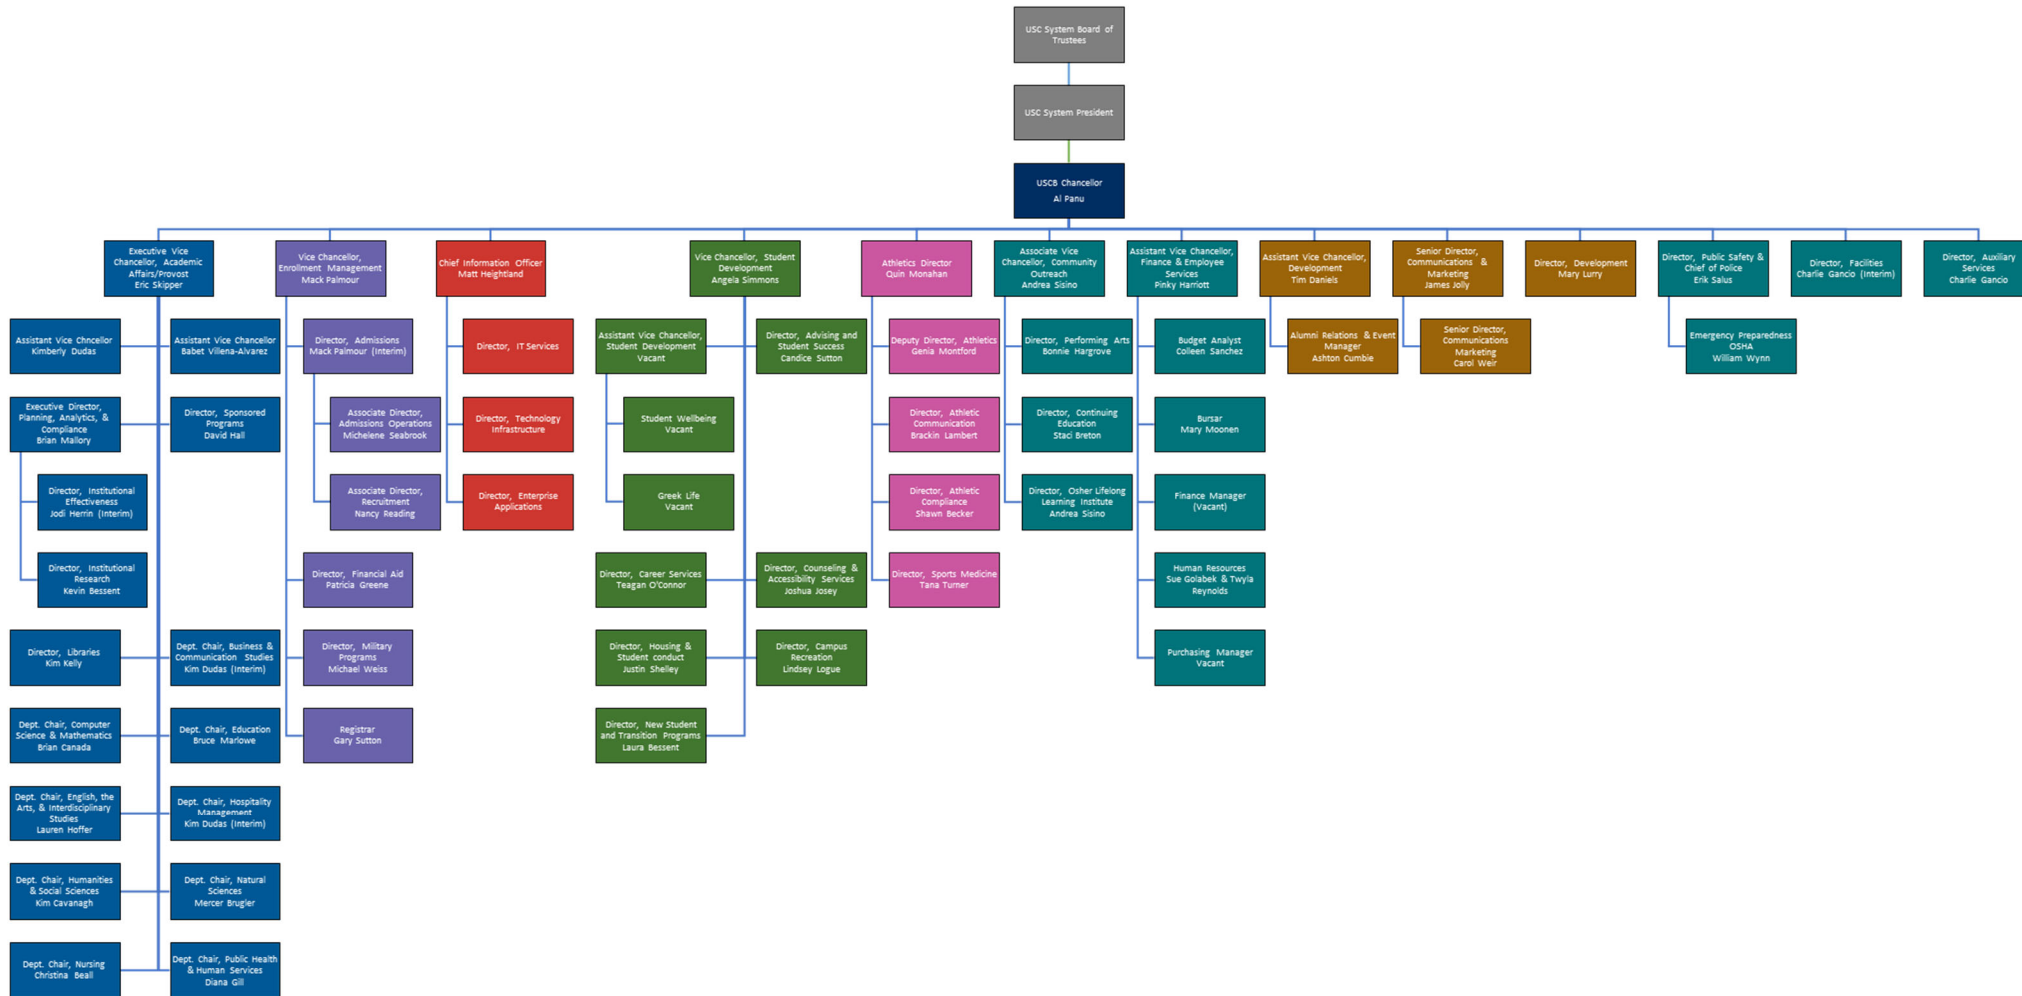 USC System Board of
Trustees
USC System President
USCB Chancellor
Al Panu
Executive Vice
Chancellor, Academic
Affairs/Provost
Eric Skipper
Vice Chancellor,
Enrollment Management
Mack Palmour
Chief Information Officer
Matt Heightland
Vice Chancellor, Student
Development
Angela Simmons
Athletics Director
Quin Monahan
Associate Vice
Chancellor, Community
Outreach
Andrea Sisino
Assistant Vice Chancellor,
Finance & Employee
Services
Pinky Harriott
Assistant Vice Chancellor,
Development
Tim Daniels
Senior Director,
Communications &
Marketing
James Jolly
Director, Development
Mary Lurry
Director, Public Safety &
Chief of Police
Erik Salus
Director, Facilities
Charlie Gancio (Interim)
Director, Auxiliary
Services
Charlie Gancio
Assistant Vice Chncellor
Kimberly Dudas
Assistant Vice Chancellor
Babet Villena-Alvarez
Director, Admissions
Mack Palmour (Interim)
Director, IT Services
Assistant Vice Chancellor,
Student Development
Vacant
Director, Advising and
Student Success
Candice Sutton
Deputy Director, Athletics
Genia Montford
Director, Performing Arts
Bonnie Hargrove
Budget Analyst
Colleen Sanchez
Alumni Relations & Event
Manager
Ashton Cumbie
Senior Director,
Communications
Marketing
Carol Weir
Emergency Preparedness
OSHA
William Wynn
Executive Director,
Planning, Analytics, &
Compliance
Brian Mallory
Director, Sponsored
Programs
David Hall
Associate Director,
Admissions Operations
Michelene Seabrook
Director, Technology
Infrastructure
Student Wellbeing
Vacant
Director, Athletic
Communication
Brackin Lambert
Director, Continuing
Education
Staci Breton
Bursar
Mary Moonen
Director, Institutional
Effectiveness
Jodi Herrin (Interim)
Associate Director,
Recruitment
Nancy Reading
Director, Enterprise
Applications
Greek Life
Vacant
Director, Athletic
Compliance
Shawn Becker
Director, Osher Lifelong
Learning Institute
Andrea Sisino
Finance Manager
(Vacant)
Director, Institutional
Research
Kevin Bessent
Director, Financial Aid
Patricia Greene
Director, Career Services
Teagan O'Connor
Director, Counseling &
Accessibility Services
Joshua Josey
Director, Sports Medicine
Tana Turner
Human Resources
Sue Golabek & Twyla
Reynolds
Director, Libraries
Kim Kelly
Dept. Chair, Business &
Communication Studies
Kim Dudas (Interim)
Director, Military
Programs
Michael Weiss
Director, Housing &
Student conduct
Justin Shelley
Director, Campus
Recreation
Lindsey Logue
Purchasing Manager
Vacant
Dept. Chair, Computer
Science & Mathematics
Brian Canada
Dept. Chair, Education
Bruce Marlowe
Registrar
Gary Sutton
Director, New Student
and Transition Programs
Laura Bessent
Dept. Chair, English, the
Arts, & Interdisciplinary
Studies
Lauren Hoffer
Dept. Chair, Hospitality
Management
Kim Dudas (Interim)
Dept. Chair, Humanities
& Social Sciences
Kim Cavanagh
Dept. Chair, Natural
Sciences
Mercer Brugler
Dept. Chair, Nursing
Christina Beall
Dept. Chair, Public Health
& Human Services
Diana Gill